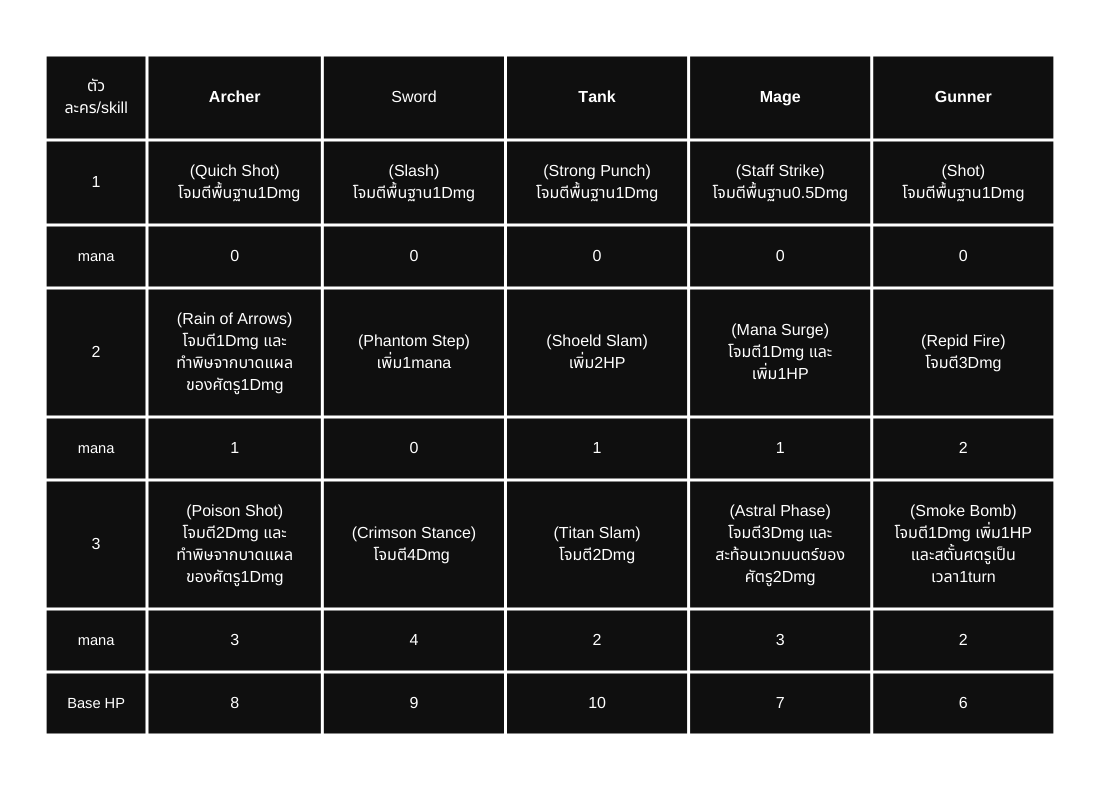 ตัว
ละคร/skill
Archer
Sword
Tank
Mage
Gunner
1
(Quich Shot)
โจมตีพื้นฐาน1Dmg
(Slash)
โจมตีพื้นฐาน1Dmg
(Strong Punch)
โจมตีพื้นฐาน1Dmg
(Staff Strike)
โจมตีพื้นฐาน0.5Dmg
(Shot)
โจมตีพื้นฐาน1Dmg
mana
0
0
0
0
0
2
(Rain of Arrows)
โจมตี1Dmg และ
ทำพิษจากบาดแผล
ของศัตรู1Dmg
(Phantom Step)
เพิ่ม1mana
(Shoeld Slam)
เพิ่ม2HP
(Mana Surge)
โจมตี1Dmg และ
เพิ่ม1HP
(Repid Fire)
โจมตี3Dmg
mana
1
0
1
1
2
3
(Poison Shot)
โจมตี2Dmg และ
ทำพิษจากบาดแผล
ของศัตรู1Dmg
(Crimson Stance)
โจมตี4Dmg
(Titan Slam)
โจมตี2Dmg
(Astral Phase)
โจมตี3Dmg และ
สะท้อนเวทมนตร์ของ
ศัตรู2Dmg
(Smoke Bomb)
โจมตี1Dmg เพิ่ม1HP
และสตั้นศตรูเป็น
เวลา1turn
mana
3
4
2
3
2
Base HP
8
9
10
7
6